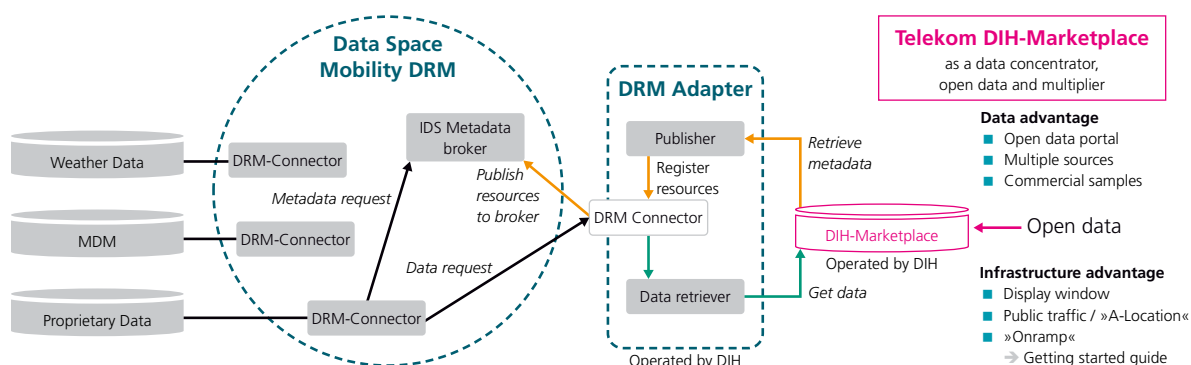 Data Space
Mobility DRM
Weather Data
DRM-Connector
MDM
DRM-Connector
Proprietary Data
DRM-Connector
IDS Metadata
broker
Metadata request
Publish
resources
to broker
Data request
DRM Adapter
Publisher
Register
resources
DRM Connector
Data retriever
Operated by DIH
Retrieve
metadata
DIH-Marketplace
Operated by DIH
Get data
Open data
Telekom DIH-Marketplace
as a data concentrator,
open data and multiplier
Data advantage
Open data portal
Multiple sources
Commercial samples
Infrastructure advantage
Display window
Public traffic / »A-Location«
»Onramp«
➔ Getting started guide